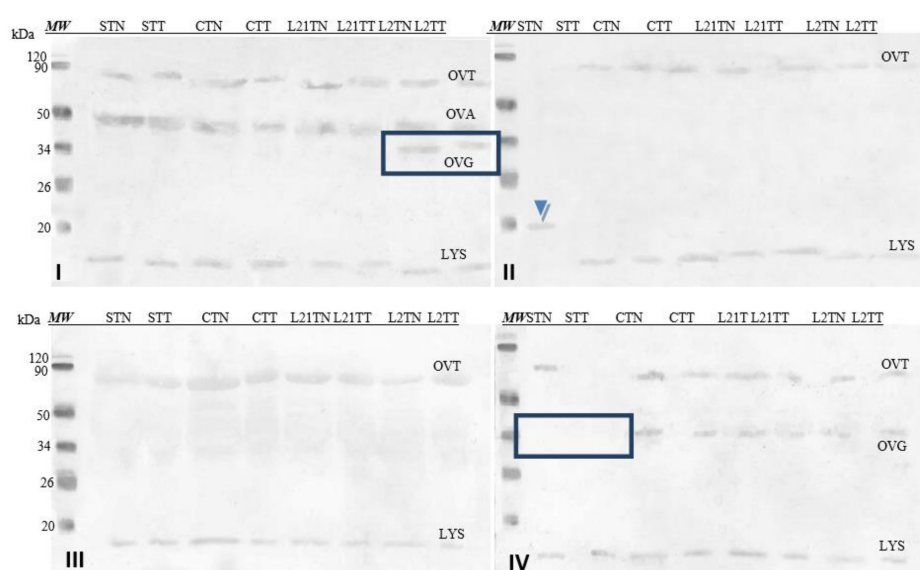 kDa MW STN STT CTN CTT L21TN L21TT L2TN L2TT
120
90
50
34
26
20
OVT
OVA
OVG
LYS
I
MW STN STT CTN CTT L21TN L21TT L2TN L2TT
OVT
LYS
II
kDa MW STN STT CTN CTT L21TN L21TT L2TN L2TT
120
90
50
34
26
20
OVT
LYS
III
MW STN STT CTN CTT L21T L21TT L2TN L2TT
OVT
OVG
LYS
IV